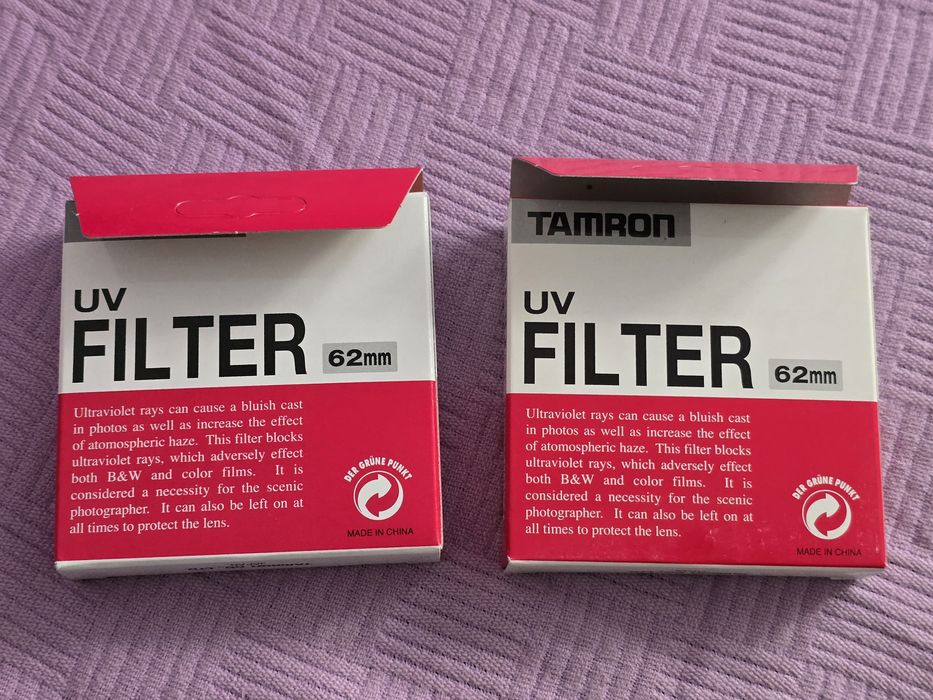 UV
FILTER 62mm
Ultraviolet rays can cause a bluish cast
in photos as well as increase the effect
of atomospheric haze. This filter blocks
ultraviolet rays, which adversely effect
both B&W and color films. It is
considered a necessity for the scenic
photographer. It can also be left on at
all times to protect the lens.
DER GRÜNE PUNKT
MADE IN CHINA
TAMRON
UV
FILTER 62mm
Ultraviolet rays can cause a bluish cast
in photos as well as increase the effect
of atomospheric haze. This filter blocks
ultraviolet rays, which adversely effect
both B&W and color films. It is
considered a necessity for the scenic
photographer. It can also be left on at
all times to protect the lens.
DER GRÜNE PUNKT
MADE IN CHINA